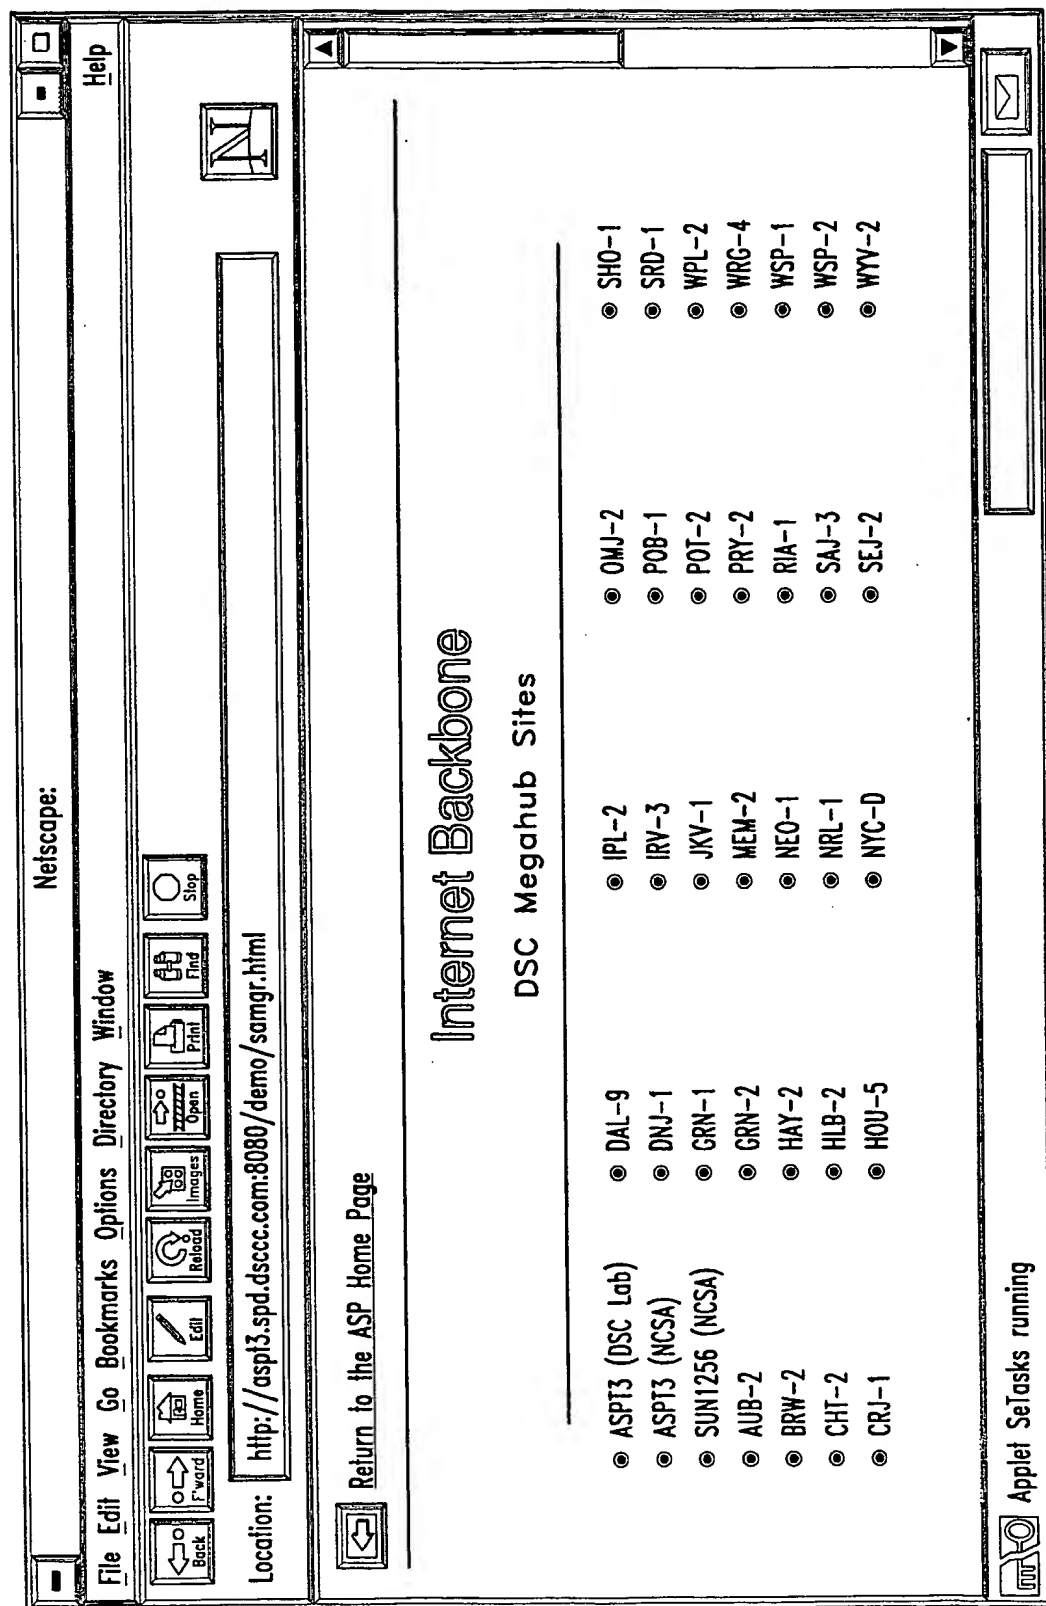 Netscape:
File Edit View Go Bookmarks Options Directory Window Help
Back F'ward Home Edit Reload Images Open Print Find Stop
N
Location: http://aspt3.spd.dsccc.com:8080/demo/samgr.html
Return to the ASP Home Page
Internet Backbone
DSC Megahub Sites
ASPT3 (DSC Lab) DAL-9 IPL-2 OMJ-2 SHO-1
ASPT3 (NCSA) DNJ-1 IRV-3 POB-1 SRD-1
SUN1256 (NCSA) GRN-1 JKV-1 POT-2 WPL-2
AUB-2 GRN-2 MEM-2 PRY-2 WRG-4
BRW-2 HAY-2 NEO-1 RIA-1 WSP-1
CHT-2 HLB-2 NRL-1 SAJ-3 WSP-2
CRJ-1 HOU-5 NYC-D SEJ-2 WYV-2
Applet SeTasks running